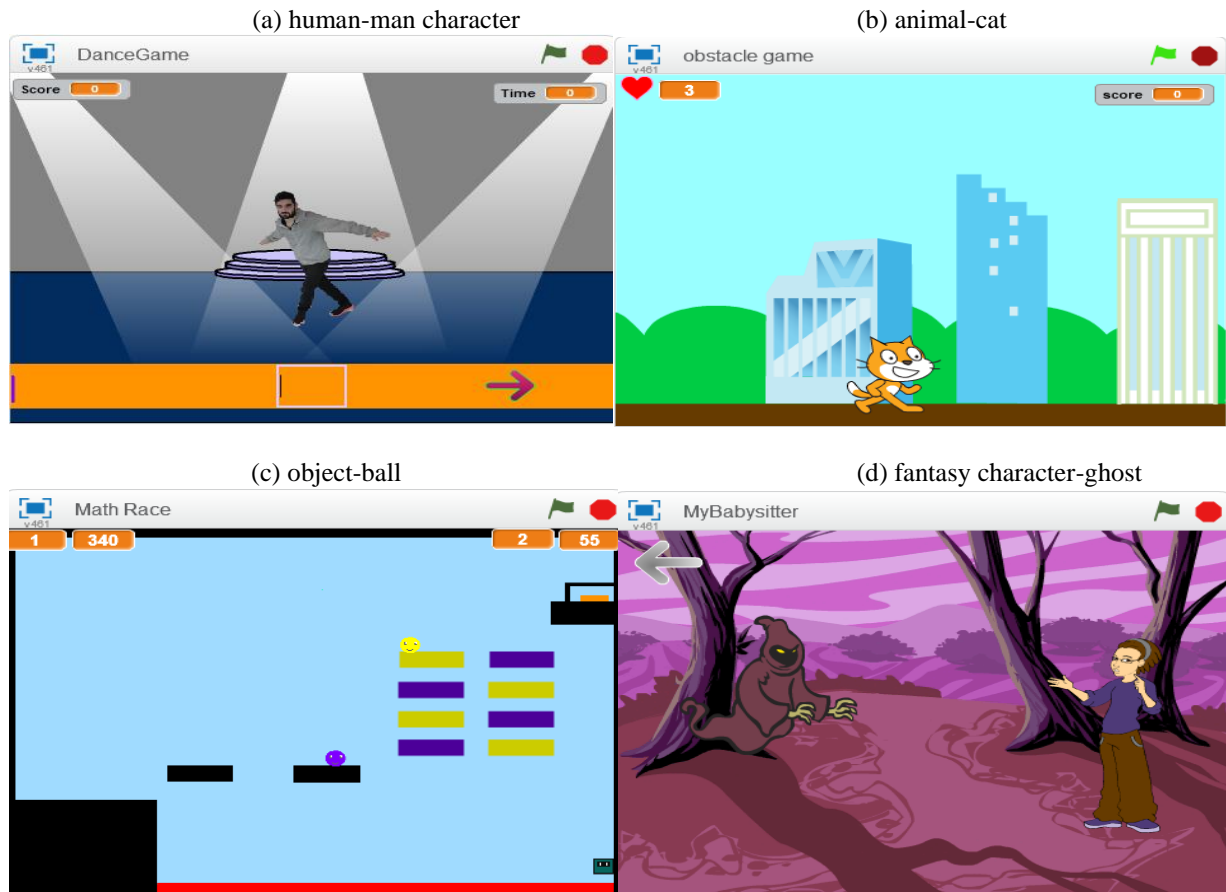 (a) human-man character
(b) animal-cat
DanceGame
v461
Score 0
Time 0
obstacle game
v461
3
score 0
(c) object-ball
(d) fantasy character-ghost
Math Race
v461
1 340
2 55
MyBabysitter
v461